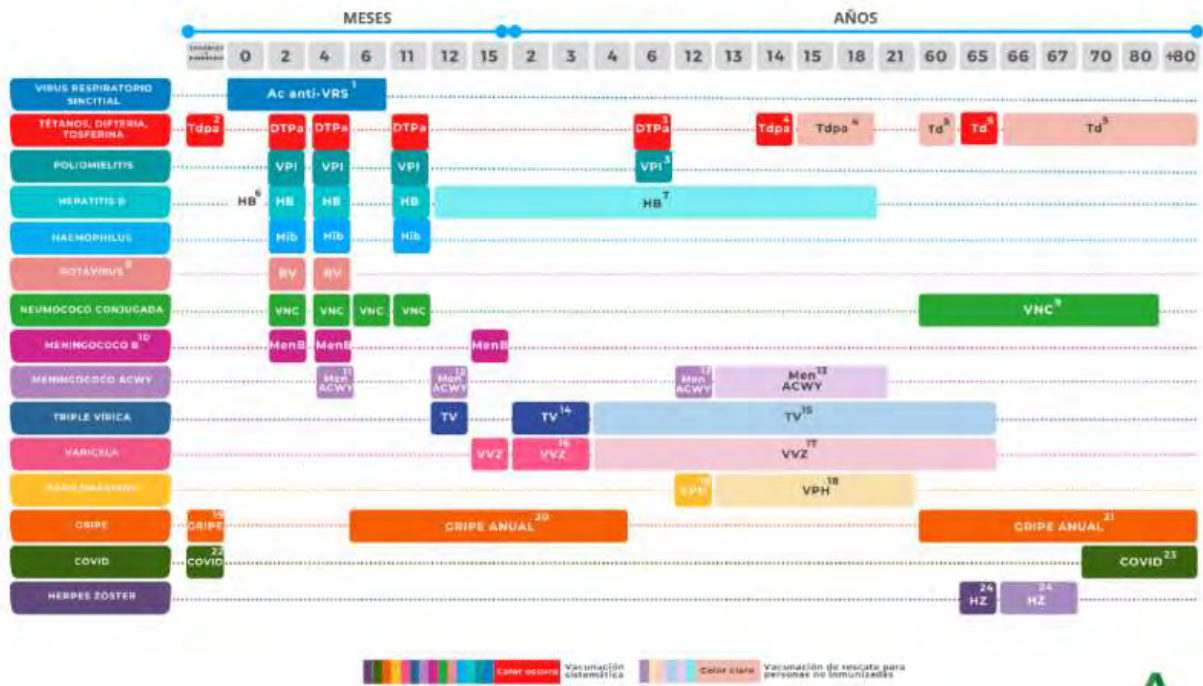 MESES AÑOS
0 2 4 6 11 12 15 2 3 4 6 12 13 14 15 18 21 60 65 66 67 70 80 +80
VIRUS RESPIRATORIO
SINCITIAL
Ac anti-VRS 1
TÉTANOS, DIFTERIA,
TOSFERINA
Tdpa 2 DTPa DTPa DTPa DTPa 3 Tdpa 4 Tdpa 4 Td 5 Td 5 Td 5
POLIOMIELITIS VPI VPI VPI VPI 3
HEPATITIS B HB 6 HB HB HB HB 7
HAEMOPHILUS Hib Hib Hib
ROTAVIRUS 8 RV RV
NEUMOCOCO CONJUGADA VNC VNC VNC VNC VNC 9
MENINGOCOCO B 10 MenB MenB MenB
MENINGOCOCO ACWY
Men 11
ACWY
Men 12
ACWY
Men 13
ACWY
Men 13
ACWY
TRIPLE VÍRICA TV TV 14 TV 15
VARICELA VVZ VVZ 16 VVZ 17
VPH 18 VPH 18
GRIPE GRIPE 19 GRIPE ANUAL 20 GRIPE ANUAL 21
COVID COVID 22 COVID 23
HERPES ZÓSTER HZ 24 HZ 24
Color oscuro
Vacunación
sistemática
Color claro
Vacunación de rescate para
personas no inmunizadas